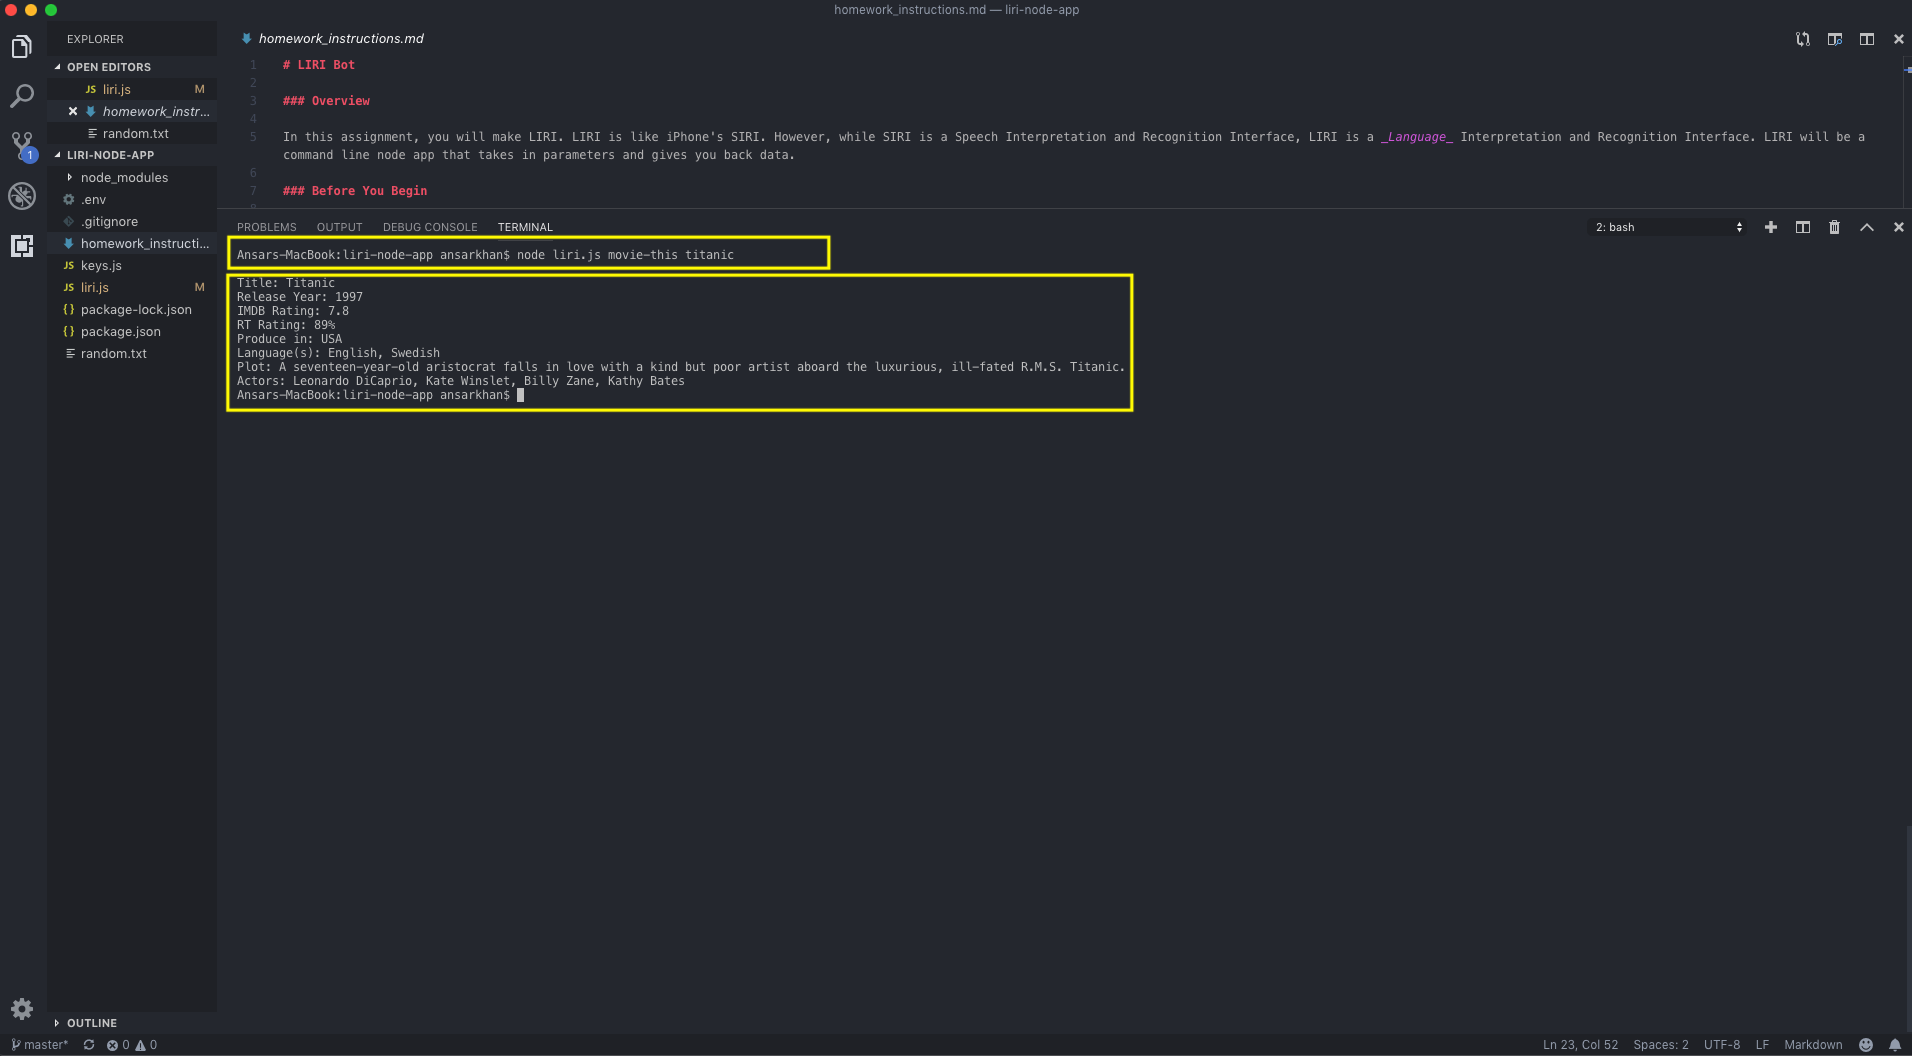 homework_instructions.md — liri-node-app
EXPLORER
OPEN EDITORS
JS liri.js M
homework_instr...
random.txt
LIRI-NODE-APP
node_modules
.env
.gitignore
homework_instructi...
JS keys.js
JS liri.js M
{} package-lock.json
{} package.json
random.txt
OUTLINE
1
homework_instructions.md
1 # LIRI Bot
2
3 ### Overview
4
5 In this assignment, you will make LIRI. LIRI is like iPhone's SIRI. However, while SIRI is a Speech Interpretation and Recognition Interface, LIRI is a _Language_ Interpretation and Recognition Interface. LIRI will be a
command line node app that takes in parameters and gives you back data.
6
7 ### Before You Begin
8
PROBLEMS OUTPUT DEBUG CONSOLE TERMINAL 2: bash
Ansars-MacBook:liri-node-app ansarkhan$ node liri.js movie-this titanic
Title: Titanic
Release Year: 1997
IMDB Rating: 7.8
RT Rating: 89%
Produce in: USA
Language(s): English, Swedish
Plot: A seventeen-year-old aristocrat falls in love with a kind but poor artist aboard the luxurious, ill-fated R.M.S. Titanic.
Actors: Leonardo DiCaprio, Kate Winslet, Billy Zane, Kathy Bates
Ansars-MacBook:liri-node-app ansarkhan$
master* 0 0 Ln 23, Col 52 Spaces: 2 UTF-8 LF Markdown